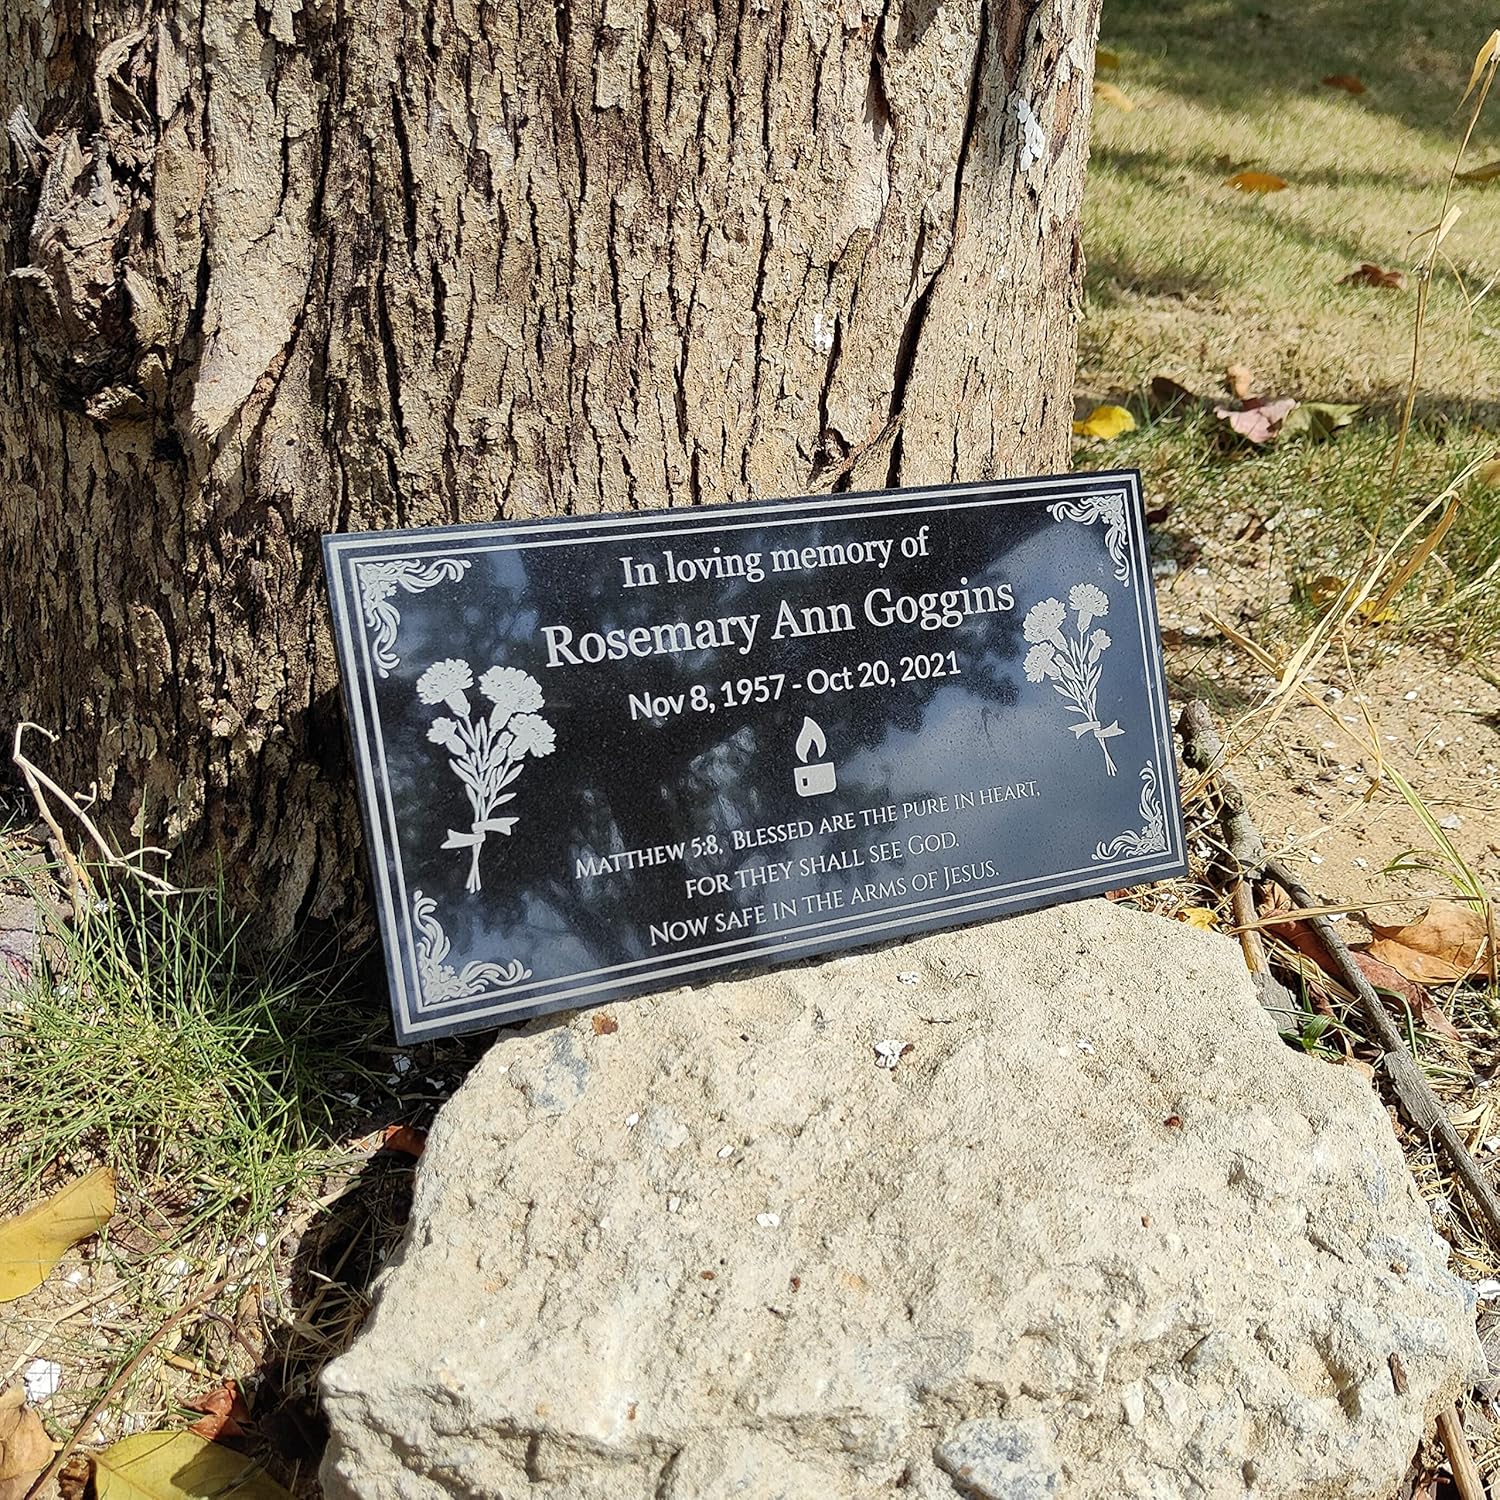 In loving memory of
Rosemary Ann Goggins
Nov 8, 1957 - Oct 20, 2021
Matthew 5:8, Blessed are the pure in heart,
for they shall see God.
Now safe in the arms of Jesus.